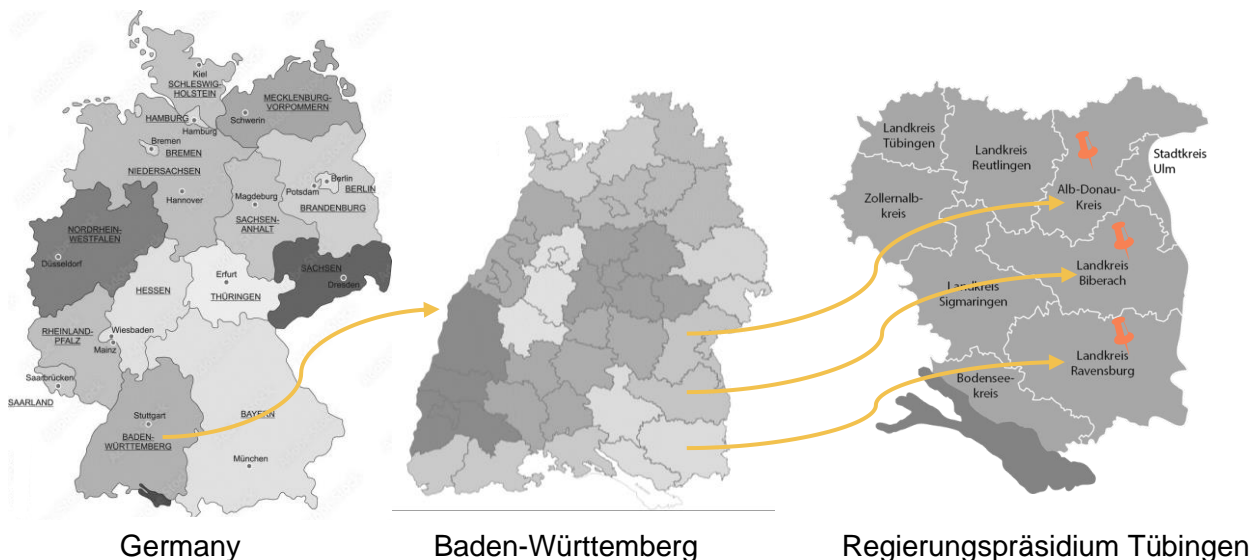 Kiel
SCHLESWIG-
HOLSTEIN
MECKLENBURG-
VORPOMMERN
HAMBURG
Hamburg
Schwerin
Bremen
BREMEN
NIEDERSACHSEN
Hannover
Berlin
BERLIN
Potsdam
BRANDENBURG
Magdeburg
SACHSEN-
ANHALT
NORDRHEIN-
WESTFALEN
Düsseldorf
HESSEN
Erfurt
THÜRINGEN
SACHSEN
Dresden
RHEINLAND-
PFALZ
Wiesbaden
Mainz
Saarbrücken
SAARLAND
Stuttgart
BADEN-
WÜRTTEMBERG
BAYERN
München
Landkreis
Tübingen
Landkreis
Reutlingen
Stadtkreis
Ulm
Zollernalb-
kreis
Alb-Donau-
Kreis
Landkreis
Biberach
Landkreis
Sigmaringen
Landkreis
Ravensburg
Bodensee-
kreis
Germany
Baden-Württemberg
Regierungspräsidium Tübingen